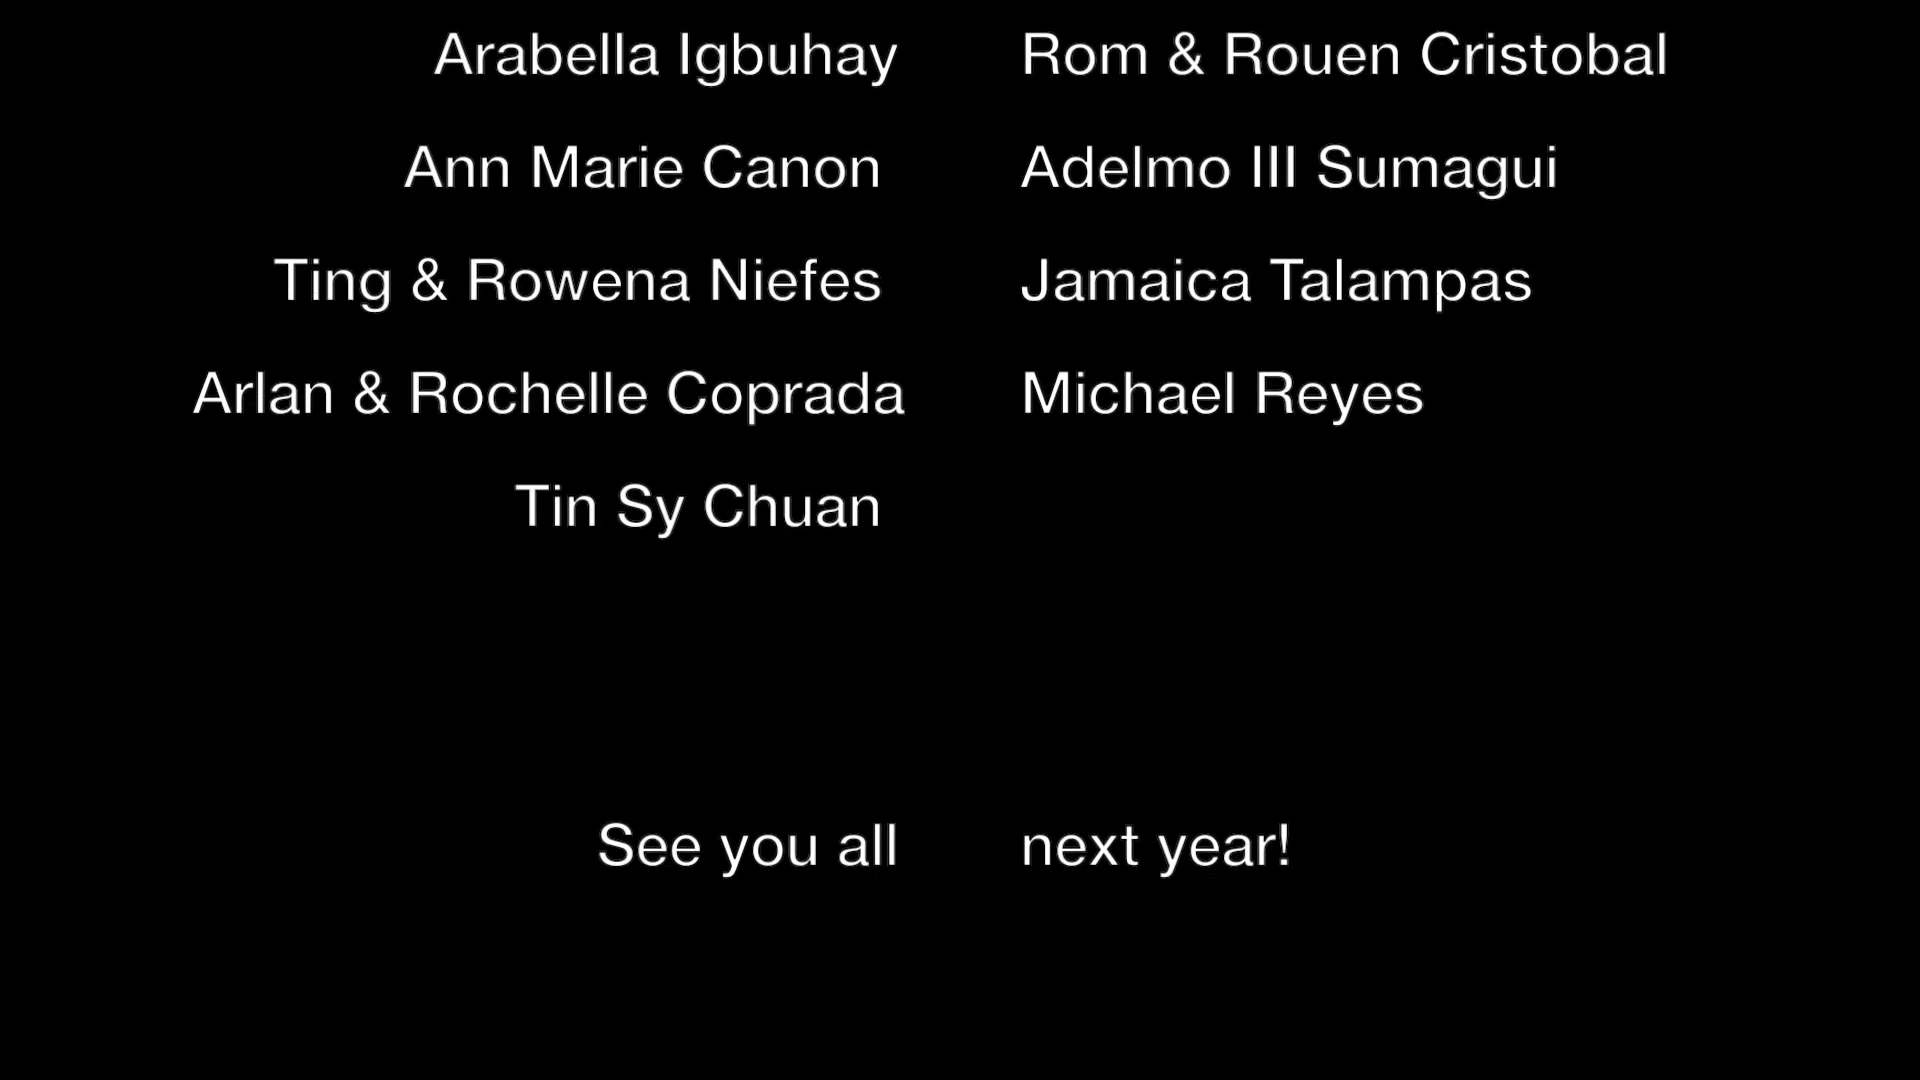 Arabella Igbuhay Rom & Rouen Cristobal
Ann Marie Canon Adelmo III Sumagui
Ting & Rowena Niefes Jamaica Talampas
Arlan & Rochelle Coprada Michael Reyes
Tin Sy Chuan
See you all next year!